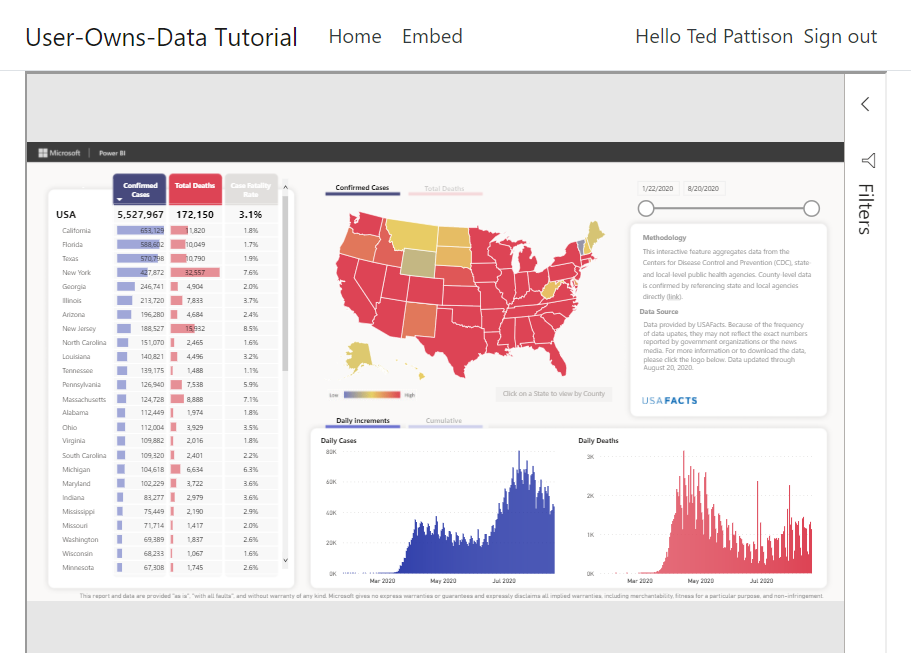 User-Owns-Data Tutorial Home Embed Hello Ted Pattison Sign out
Filters
Microsoft | Power BI
Confirmed Cases Total Deaths Case Fatality Rate
USA 5,527,967 172,150 3.1%
California 653,129 11,820 1.8%
Florida 588,602 10,049 1.7%
Texas 570,798 10,790 1.9%
New York 427,872 32,557 7.6%
Georgia 246,741 4,904 2.0%
Illinois 213,720 7,833 3.7%
Arizona 196,280 4,684 2.4%
New Jersey 188,527 15,932 8.5%
North Carolina 151,070 2,465 1.6%
Louisiana 140,821 4,496 3.2%
Tennessee 139,175 1,488 1.1%
Pennsylvania 126,940 7,538 5.9%
Massachusetts 124,728 8,888 7.1%
Alabama 112,449 1,974 1.8%
Ohio 112,004 3,929 3.5%
Virginia 109,882 2,016 1.8%
South Carolina 109,320 2,401 2.2%
Michigan 104,618 6,634 6.3%
Maryland 102,229 3,722 3.6%
Indiana 83,277 2,979 3.6%
Mississippi 75,449 2,190 2.9%
Missouri 71,714 1,417 2.0%
Washington 69,389 1,837 2.6%
Wisconsin 68,233 1,067 1.6%
Minnesota 67,308 1,745 2.6%
Confirmed Cases Total Deaths
Low High
Click on a State to view by County
1/22/2020 8/20/2020
Methodology
This interactive feature aggregates data from the
Centers for Disease Control and Prevention (CDC), state
and local-level public health agencies. County-level data
is confirmed by referencing state and local agencies
directly (link).
Data Source
Data provided by USAFacts. Because of the frequency
of data upates, they may not reflect the exact numbers
reported by government organizations or the news
media. For more information or to download the data,
please click the logo below. Data updated through
August 20, 2020.
USAFACTS
Daily increments Cumulative
Daily Cases
80K
60K
40K
20K
0K
Mar 2020 May 2020 Jul 2020
Daily Deaths
3K
2K
1K
0K
Mar 2020 May 2020 Jul 2020
This report and data are provided "as is", "with all faults", and without warranty of any kind. Microsoft gives no express warranties or guarantees and expressly disclaims all implied warranties, including merchantability, fitness for a particular purpose, and non-infringement.